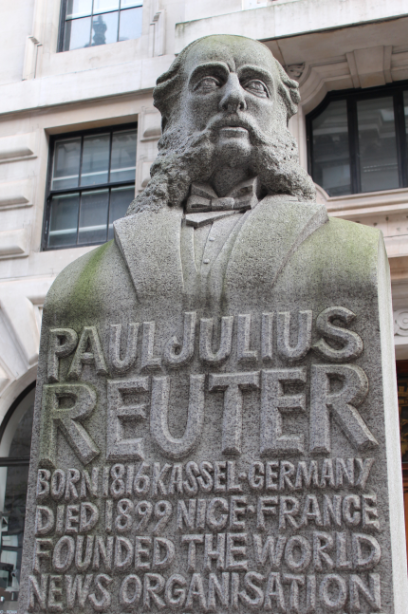 PAUL JULIUS
REUTER
BORN 1816 KASSEL·GERMANY
DIED 1899 NICE·FRANCE
FOUNDED THE WORLD
NEWS ORGANISATION